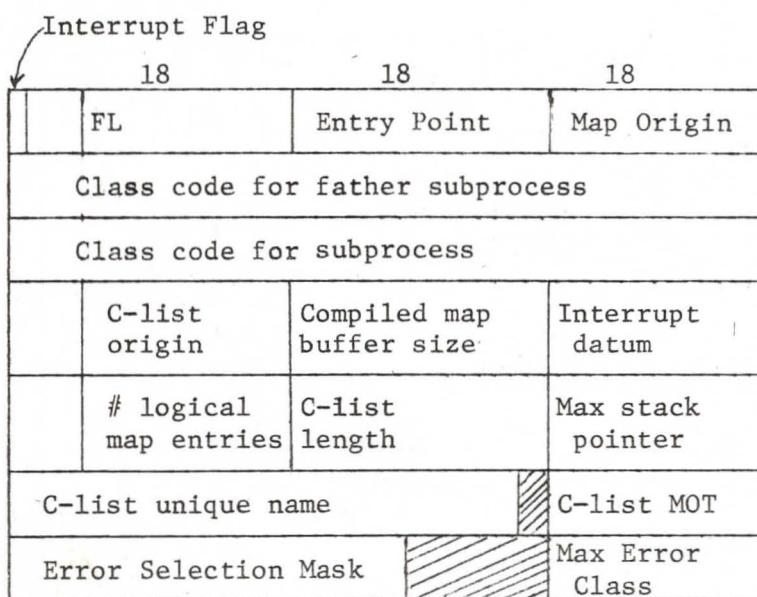 Interrupt Flag
18 18 18
FL Entry Point Map Origin
Class code for father subprocess
Class code for subprocess
C-list origin Compiled map buffer size Interrupt datum
# logical map entries C-list length Max stack pointer
C-list unique name C-list MOT
Error Selection Mask Max Error Class